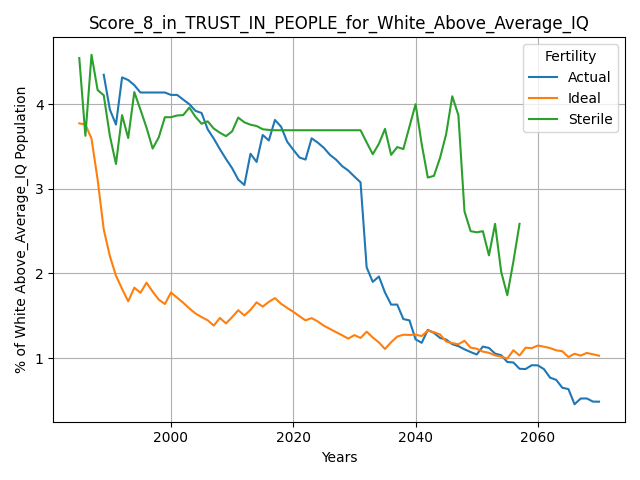 Score_8_in_TRUST_IN_PEOPLE_for_White_Above_Average_IQ
% of White Above_Average_IQ Population
4
3
2
1
Fertility
Actual
Ideal
Sterile
2000
2020
2040
2060
Years